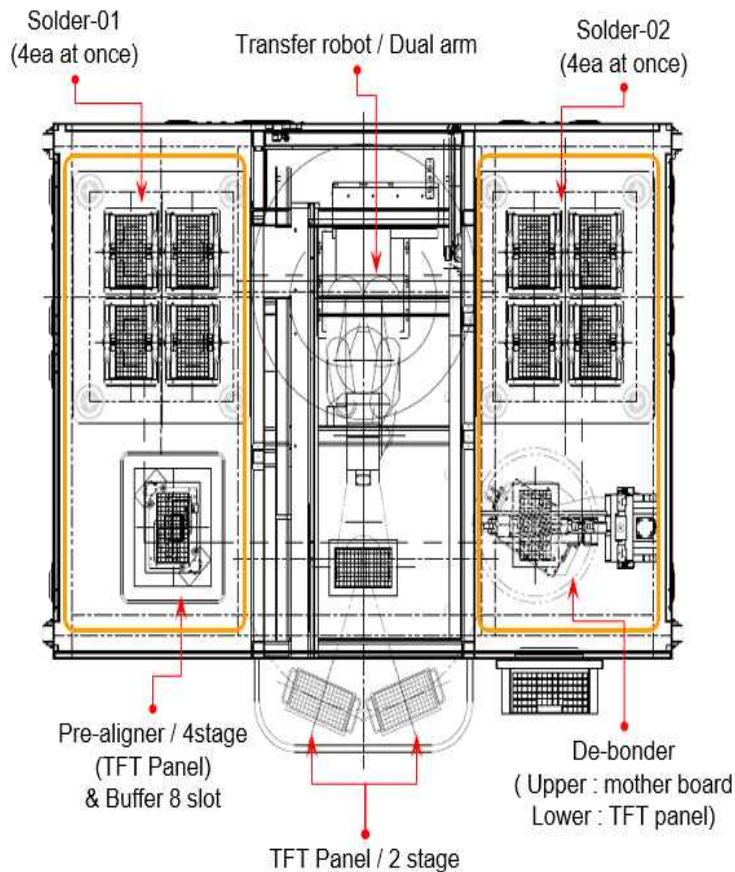 Solder-01
(4ea at once)
Transfer robot / Dual arm
Solder-02
(4ea at once)
Pre-aligner / 4stage
(TFT Panel)
& Buffer 8 slot
De-bonder
( Upper : mother board
Lower : TFT panel)
TFT Panel / 2 stage